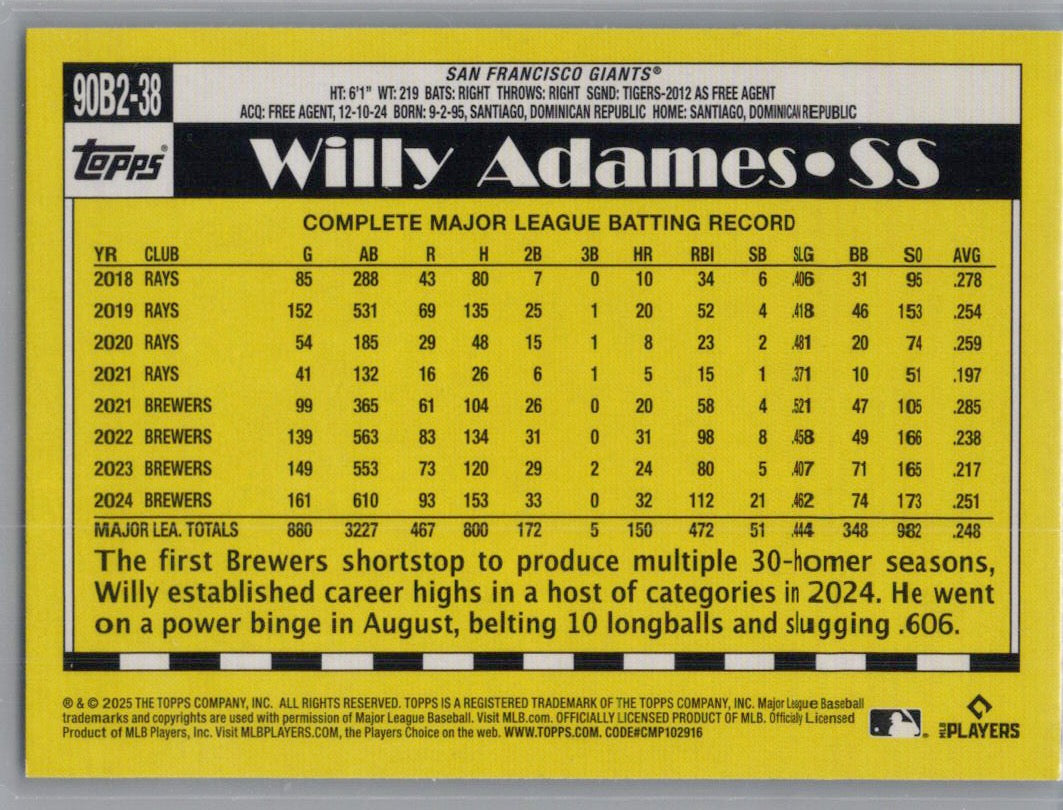 90B2-38
SAN FRANCISCO GIANTS®
HT: 6'1" WT: 219 BATS: RIGHT THROWS: RIGHT SGND: TIGERS-2012 AS FREE AGENT
ACQ: FREE AGENT, 12-10-24 BORN: 9-2-95, SANTIAGO, DOMINICAN REPUBLIC HOME: SANTIAGO, DOMINICAN REPUBLIC
topps®
Willy Adames • SS
COMPLETE MAJOR LEAGUE BATTING RECORD
YR CLUB G AB R H 2B 3B HR RBI SB SLG BB SO AVG
2018 RAYS 85 288 43 80 7 0 10 34 6 .406 31 95 .278
2019 RAYS 152 531 69 135 25 1 20 52 4 .418 46 153 .254
2020 RAYS 54 185 29 48 15 1 8 23 2 .481 20 74 .259
2021 RAYS 41 132 16 26 6 1 5 15 1 .371 10 51 .197
2021 BREWERS 99 365 61 104 26 0 20 58 4 .521 47 105 .285
2022 BREWERS 139 563 83 134 31 0 31 98 8 .458 49 166 .238
2023 BREWERS 149 553 73 120 29 2 24 80 5 .407 71 165 .217
2024 BREWERS 161 610 93 153 33 0 32 112 21 .462 74 173 .251
MAJOR LEA. TOTALS 880 3227 467 800 172 5 150 472 51 .444 348 982 .248
The first Brewers shortstop to produce multiple 30-homer seasons,
Willy established career highs in a host of categories in 2024. He went
on a power binge in August, belting 10 longballs and slugging .606.
® & © 2025 THE TOPPS COMPANY, INC. ALL RIGHTS RESERVED. TOPPS IS A REGISTERED TRADEMARK OF THE TOPPS COMPANY, INC. Major League Baseball
trademarks and copyrights are used with permission of Major League Baseball. Visit MLB.com. OFFICIALLY LICENSED PRODUCT OF MLB. Officially Licensed
Product of MLB Players, Inc. Visit MLBPLAYERS.COM, the Players Choice on the web. WWW.TOPPS.COM. CODE#CMP102916
MLB PLAYERS